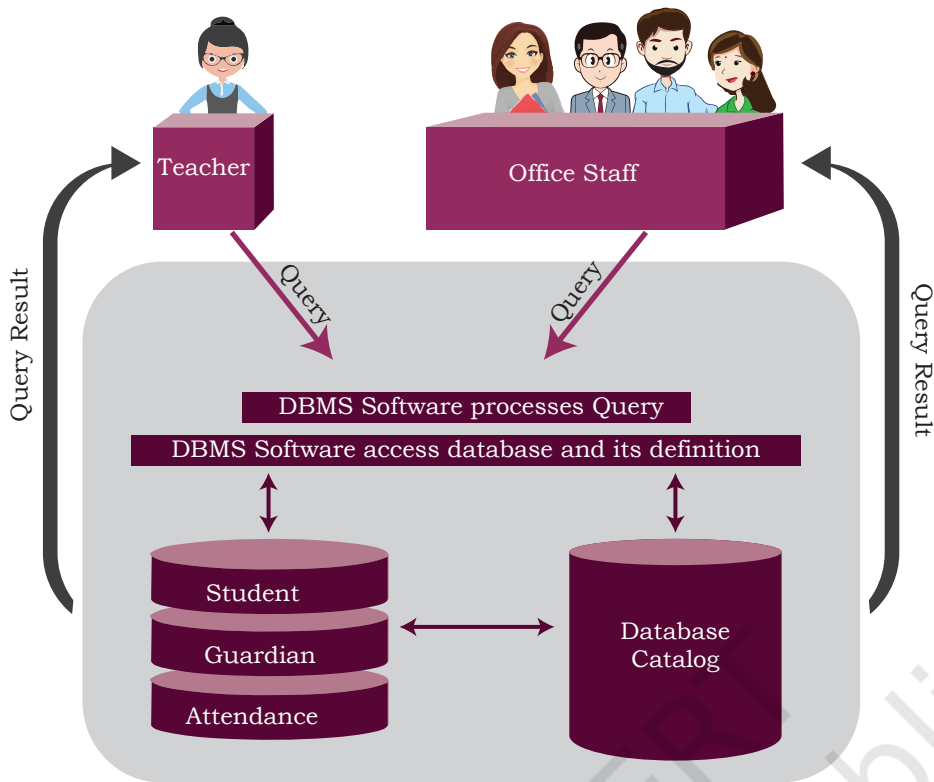 Teacher
Office Staff
Query
Query
Query Result
Query Result
DBMS Software processes Query
DBMS Software access database and its definition
Student
Guardian
Attendance
Database
Catalog